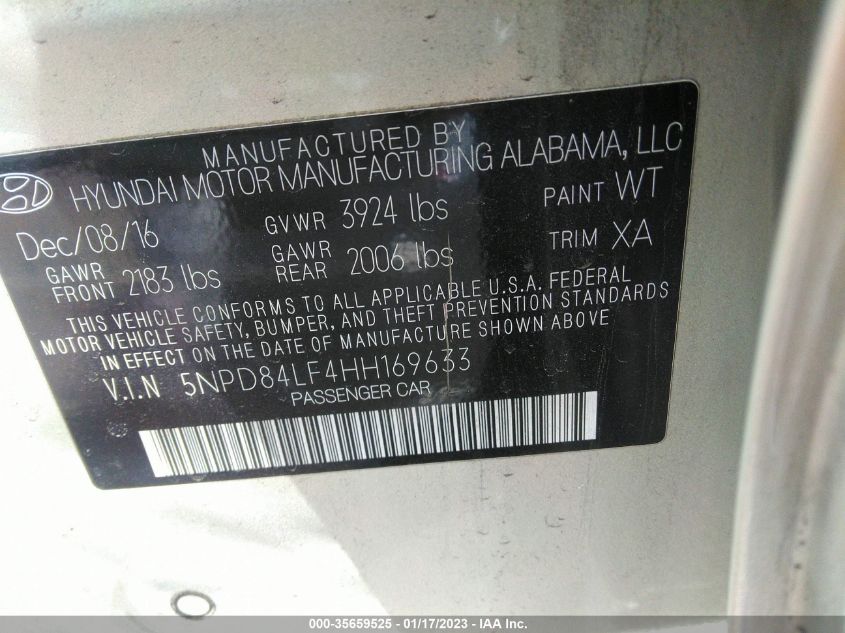 MANUFACTURED BY
HYUNDAI MOTOR MANUFACTURING ALABAMA, LLC
Dec/08/16 GVWR 3924 lbs PAINT WT
GAWR FRONT 2183 lbs GAWR REAR 2006 lbs TRIM XA
THIS VEHICLE CONFORMS TO ALL APPLICABLE U.S.A. FEDERAL
MOTOR VEHICLE SAFETY, BUMPER, AND THEFT PREVENTION STANDARDS
IN EFFECT ON THE DATE OF MANUFACTURE SHOWN ABOVE
V.I.N 5NPD84LF4HH169633
PASSENGER CAR
000-35659525 - 01/17/2023 - IAA Inc.